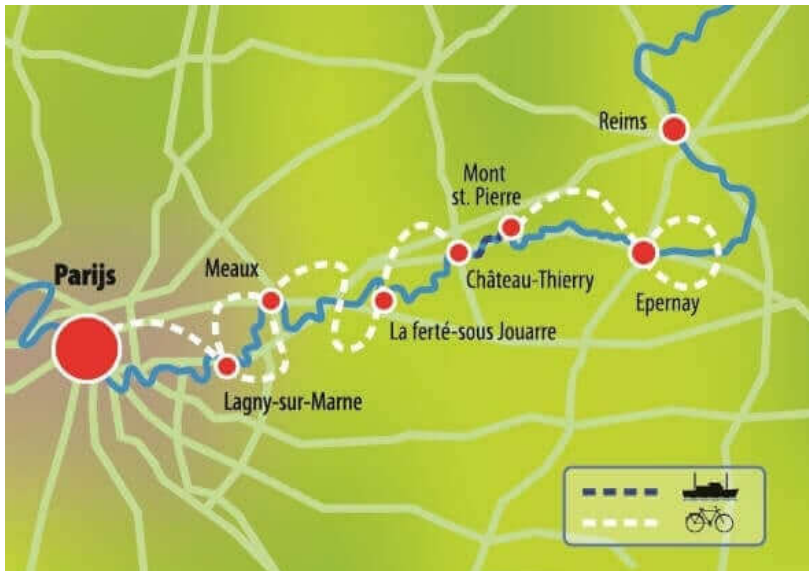 Reims
Mont
st. Pierre
Parijs
Meaux
Château-Thierry
Epernay
La ferté-sous Jouarre
Lagny-sur-Marne